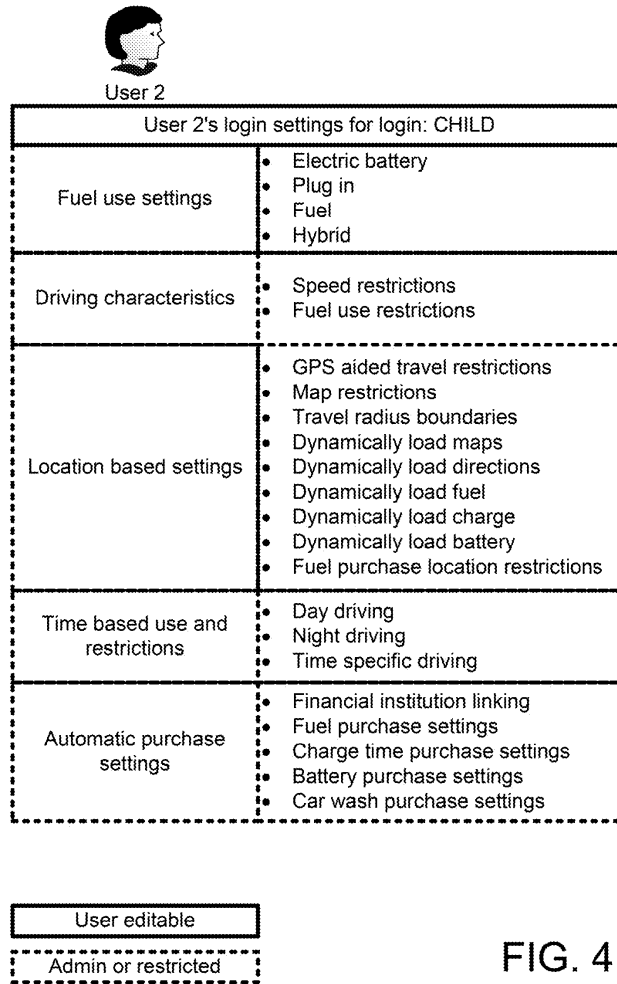 User 2
User 2's login settings for login: CHILD
Fuel use settings
• Electric battery
• Plug in
• Fuel
• Hybrid
Driving characteristics
• Speed restrictions
• Fuel use restrictions
Location based settings
• GPS aided travel restrictions
• Map restrictions
• Travel radius boundaries
• Dynamically load maps
• Dynamically load directions
• Dynamically load fuel
• Dynamically load charge
• Dynamically load battery
• Fuel purchase location restrictions
Time based use and
restrictions
• Day driving
• Night driving
• Time specific driving
Automatic purchase
settings
• Financial institution linking
• Fuel purchase settings
• Charge time purchase settings
• Battery purchase settings
• Car wash purchase settings
User editable
Admin or restricted
FIG. 4